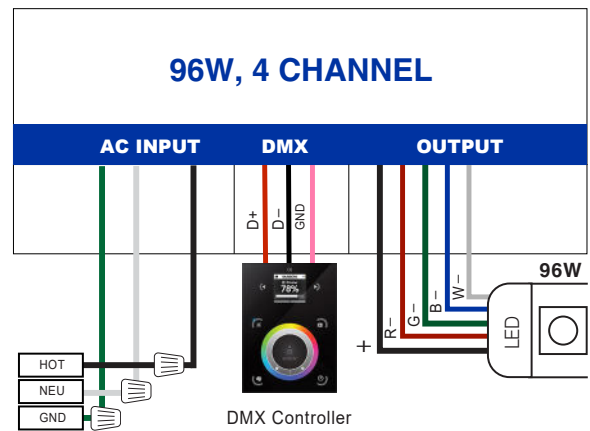 96W, 4 CHANNEL
AC INPUT DMX OUTPUT
D+
D–
GND
96W
78%
W–
B–
G–
R–
+
LED
HOT
NEU
GND
DMX Controller